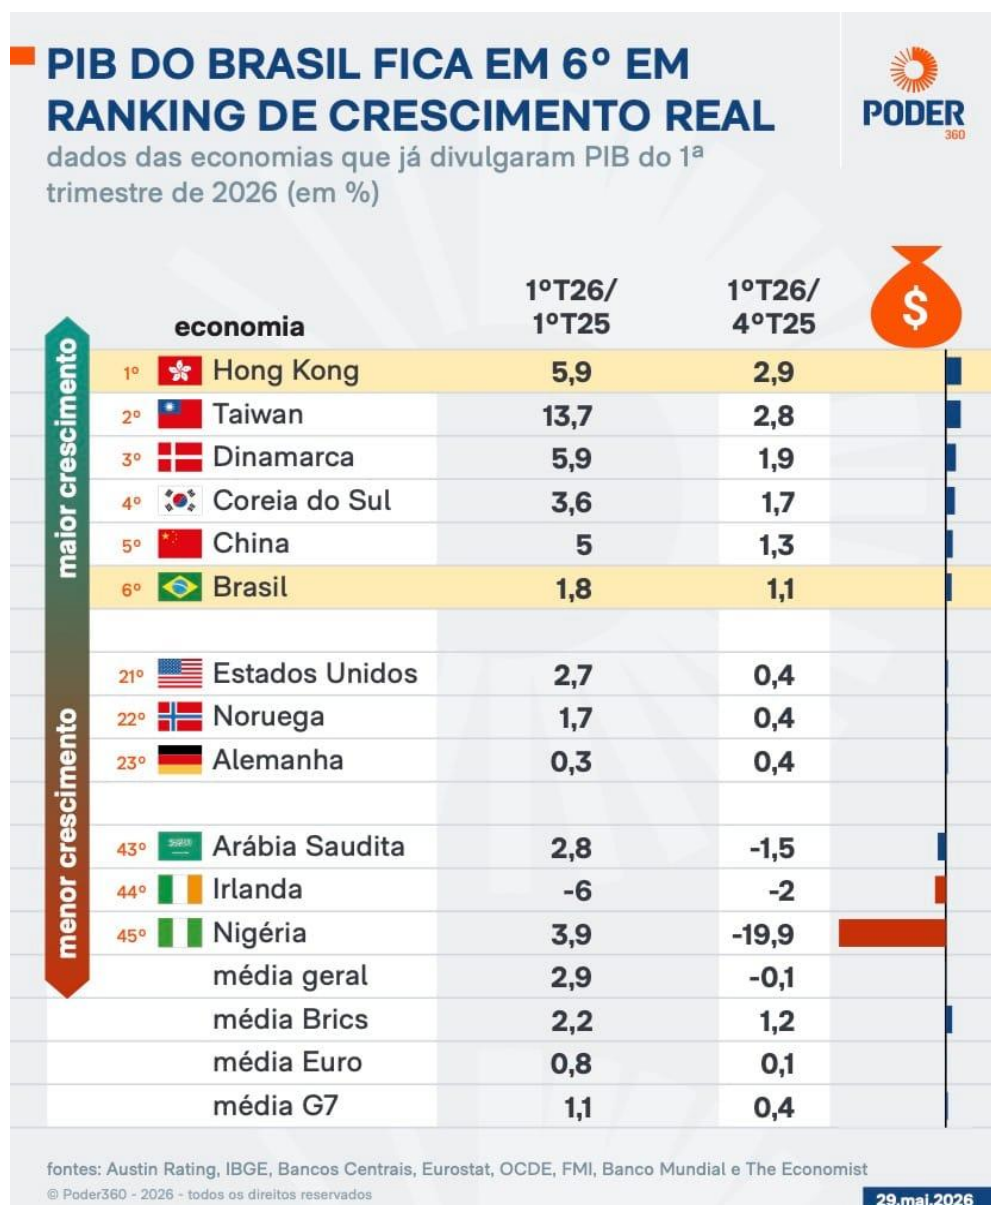 PIB DO BRASIL FICA EM 6º EM
RANKING DE CRESCIMENTO REAL
PODER
360
dados das economias que já divulgaram PIB do 1ª
trimestre de 2026 (em %)
1ºT26/ 1ºT26/
economia 1ºT25 4ºT25
$
maior crescimento
menor crescimento
1º Hong Kong 5,9 2,9
2º Taiwan 13,7 2,8
3º Dinamarca 5,9 1,9
4º Coreia do Sul 3,6 1,7
5º China 5 1,3
6º Brasil 1,8 1,1
21º Estados Unidos 2,7 0,4
22º Noruega 1,7 0,4
23º Alemanha 0,3 0,4
43º Arábia Saudita 2,8 -1,5
44º Irlanda -6 -2
45º Nigéria 3,9 -19,9
média geral 2,9 -0,1
média Brics 2,2 1,2
média Euro 0,8 0,1
média G7 1,1 0,4
fontes: Austin Rating, IBGE, Bancos Centrais, Eurostat, OCDE, FMI, Banco Mundial e The Economist
© Poder360 - 2026 - todos os direitos reservados
29.mai.2026